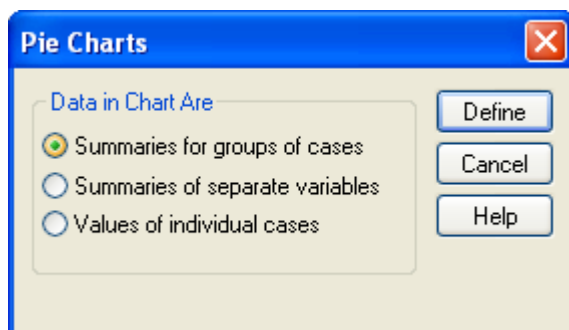 Pie Charts
Data in Chart Are
Summaries for groups of cases
Summaries of separate variables
Values of individual cases
Define
Cancel
Help